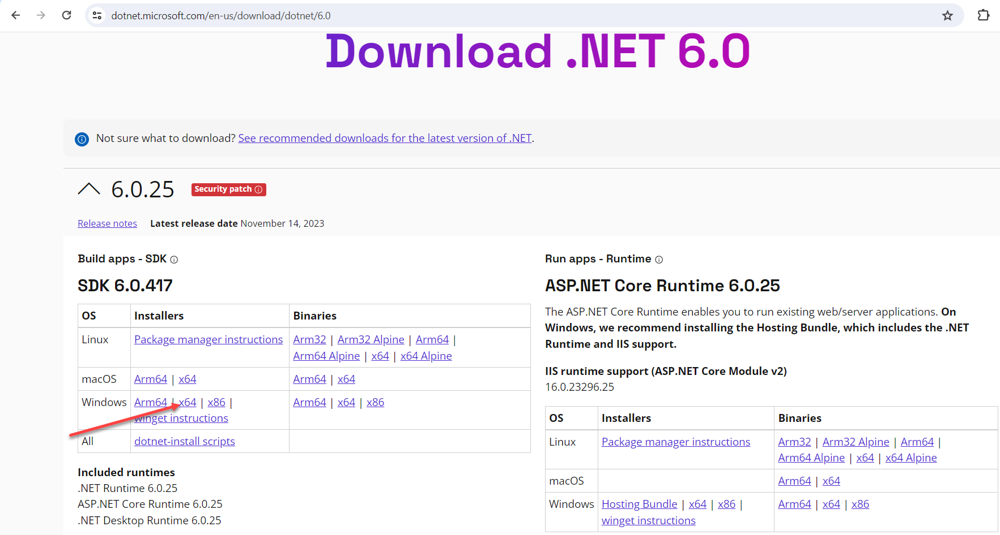 dotnet.microsoft.com/en-us/download/dotnet/6.0
Download .NET 6.0
Not sure what to download? See recommended downloads for the latest version of .NET.
6.0.25 Security patch
Release notes Latest release date November 14, 2023
Build apps - SDK
SDK 6.0.417
OS Installers Binaries
Linux Package manager instructions Arm32 | Arm32 Alpine | Arm64 |
Arm64 Alpine | x64 | x64 Alpine
macOS Arm64 | x64 Arm64 | x64
Windows Arm64 | x64 | x86 | Arm64 | x64 | x86
winget instructions
All dotnet-install scripts
Included runtimes
.NET Runtime 6.0.25
ASP.NET Core Runtime 6.0.25
.NET Desktop Runtime 6.0.25
Run apps - Runtime
ASP.NET Core Runtime 6.0.25
The ASP.NET Core Runtime enables you to run existing web/server applications. On
Windows, we recommend installing the Hosting Bundle, which includes the .NET
Runtime and IIS support.
IIS runtime support (ASP.NET Core Module v2)
16.0.23296.25
OS Installers Binaries
Linux Package manager instructions Arm32 | Arm32 Alpine | Arm64 |
Arm64 Alpine | x64 | x64 Alpine
macOS Arm64 | x64
Windows Hosting Bundle | x64 | x86 | Arm64 | x64 | x86
winget instructions